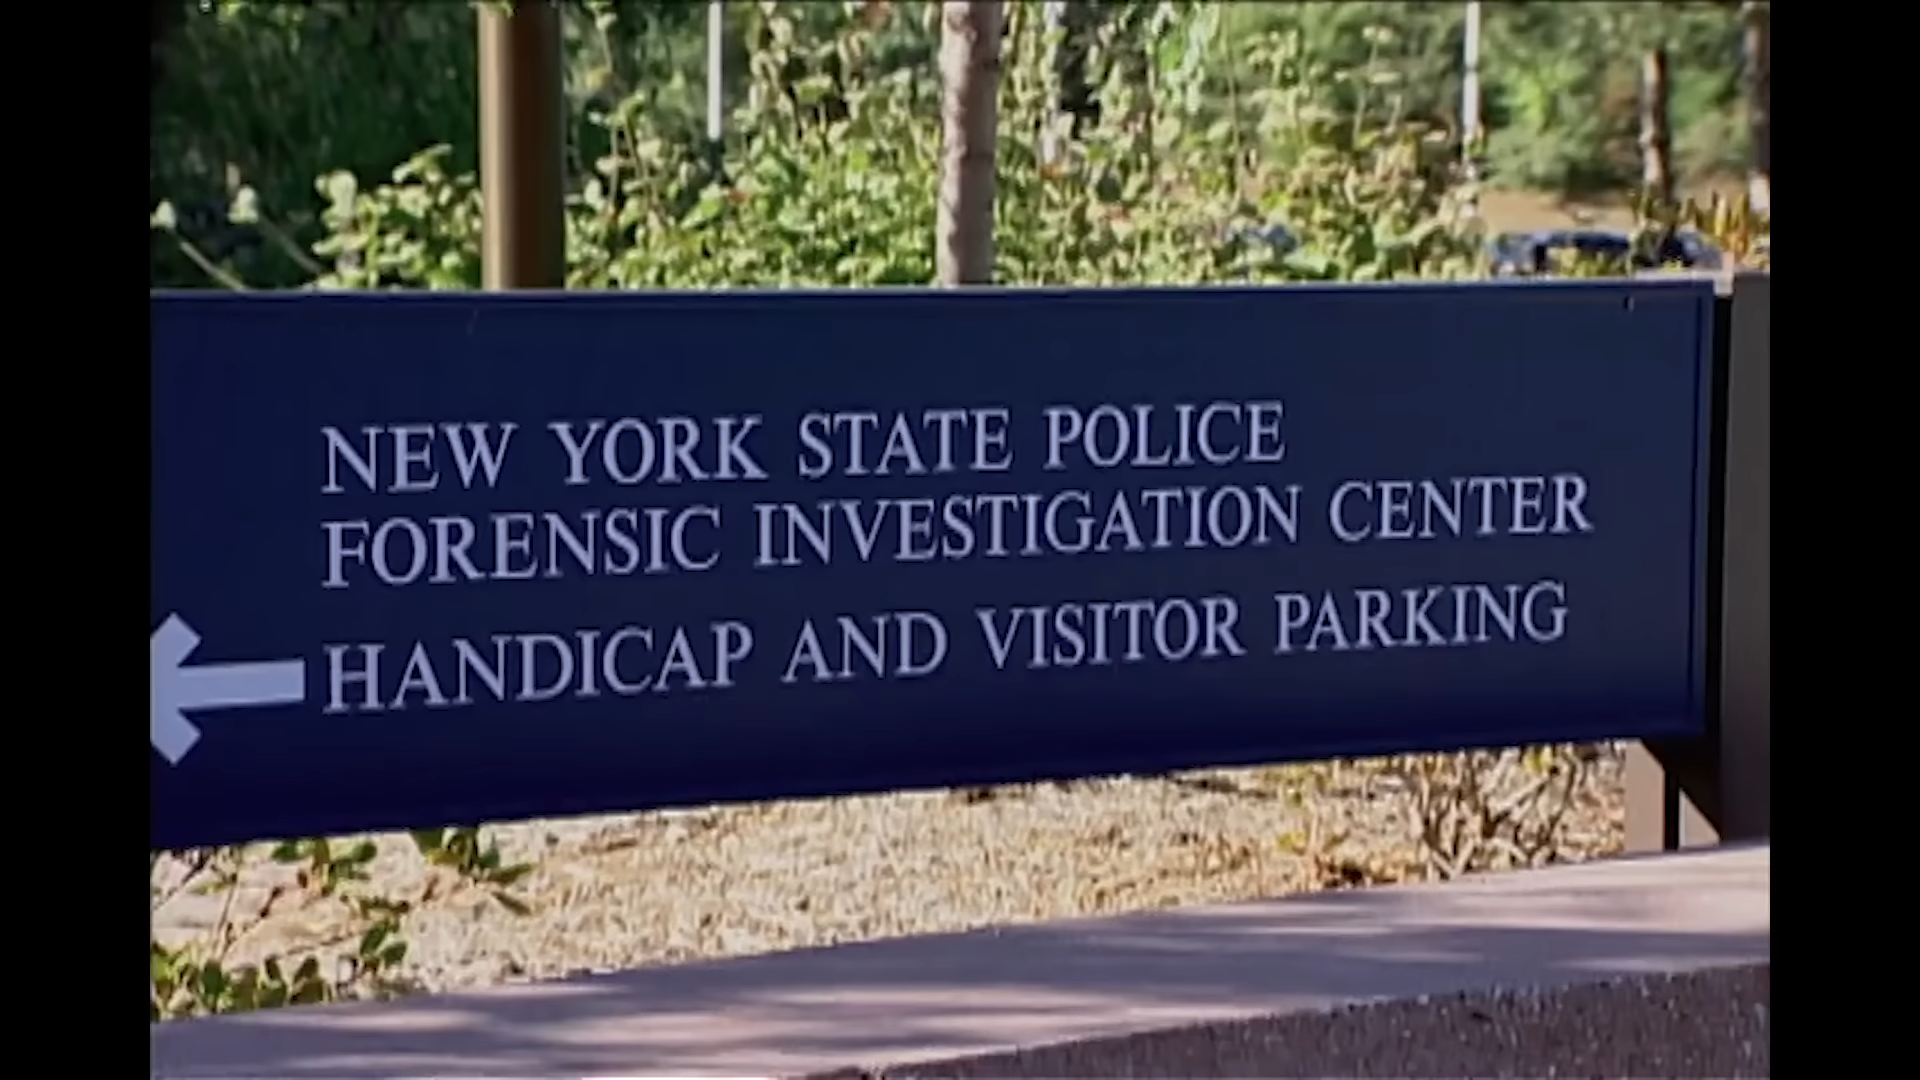 NEW YORK STATE POLICE
FORENSIC INVESTIGATION CENTER
HANDICAP AND VISITOR PARKING